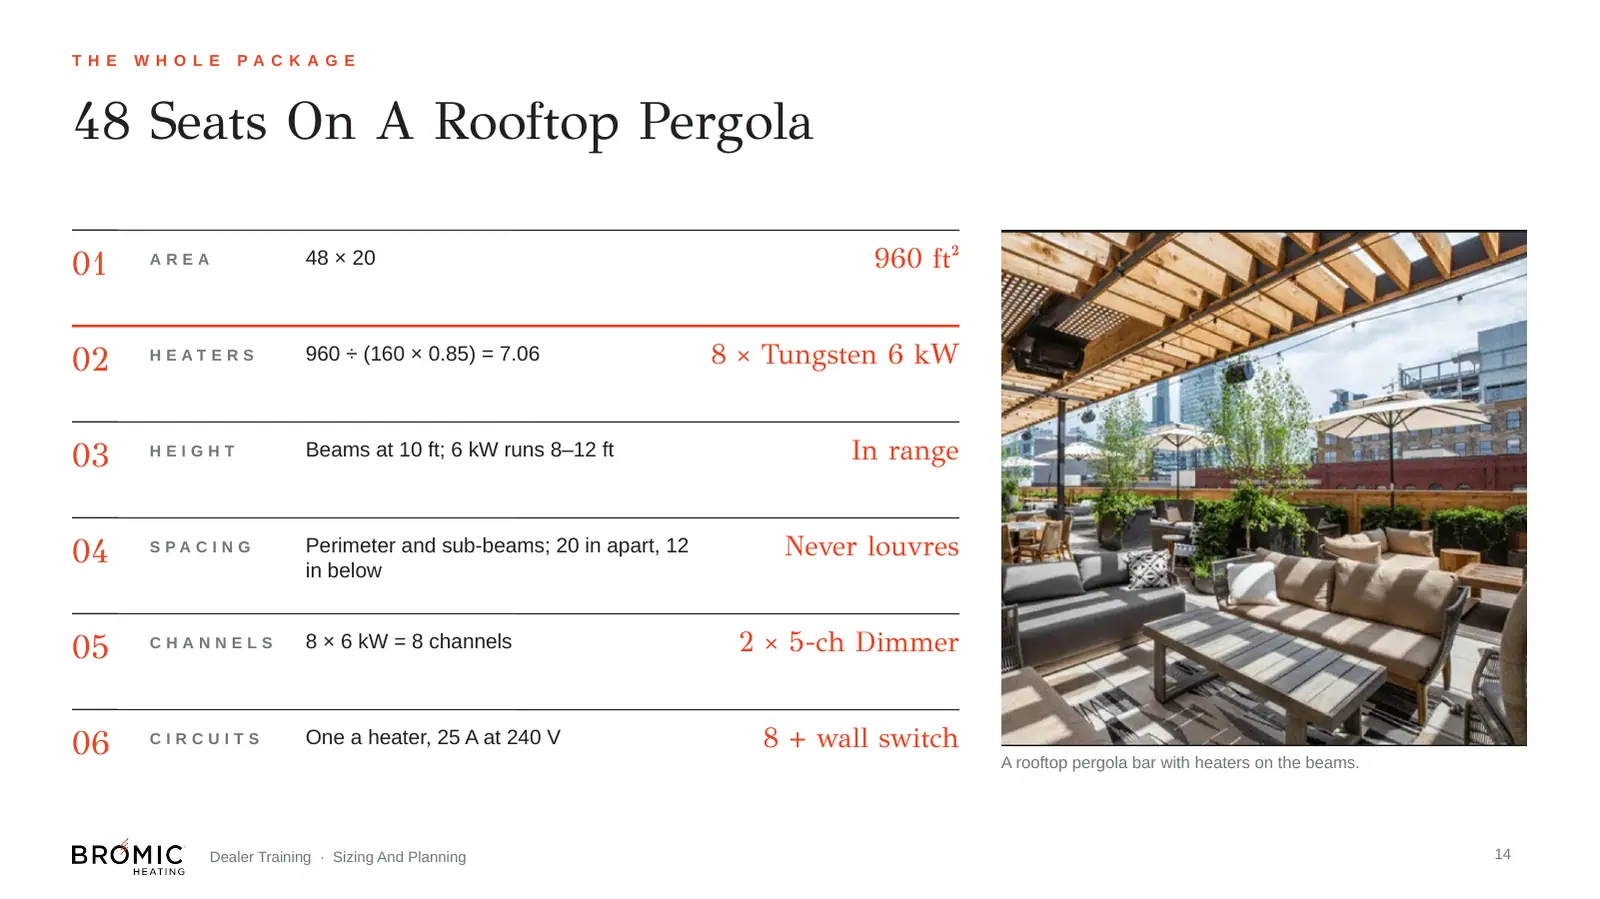 THE WHOLE PACKAGE
48 Seats On A Rooftop Pergola
01 AREA 48 × 20 960 ft²
02 HEATERS 960 ÷ (160 × 0.85) = 7.06 8 × Tungsten 6 kW
03 HEIGHT Beams at 10 ft; 6 kW runs 8–12 ft In range
04 SPACING Perimeter and sub-beams; 20 in apart, 12 Never louvres
in below
05 CHANNELS 8 × 6 kW = 8 channels 2 × 5-ch Dimmer
06 CIRCUITS One a heater, 25 A at 240 V 8 + wall switch
A rooftop pergola bar with heaters on the beams.
BROMIC
HEATING
Dealer Training · Sizing And Planning
14